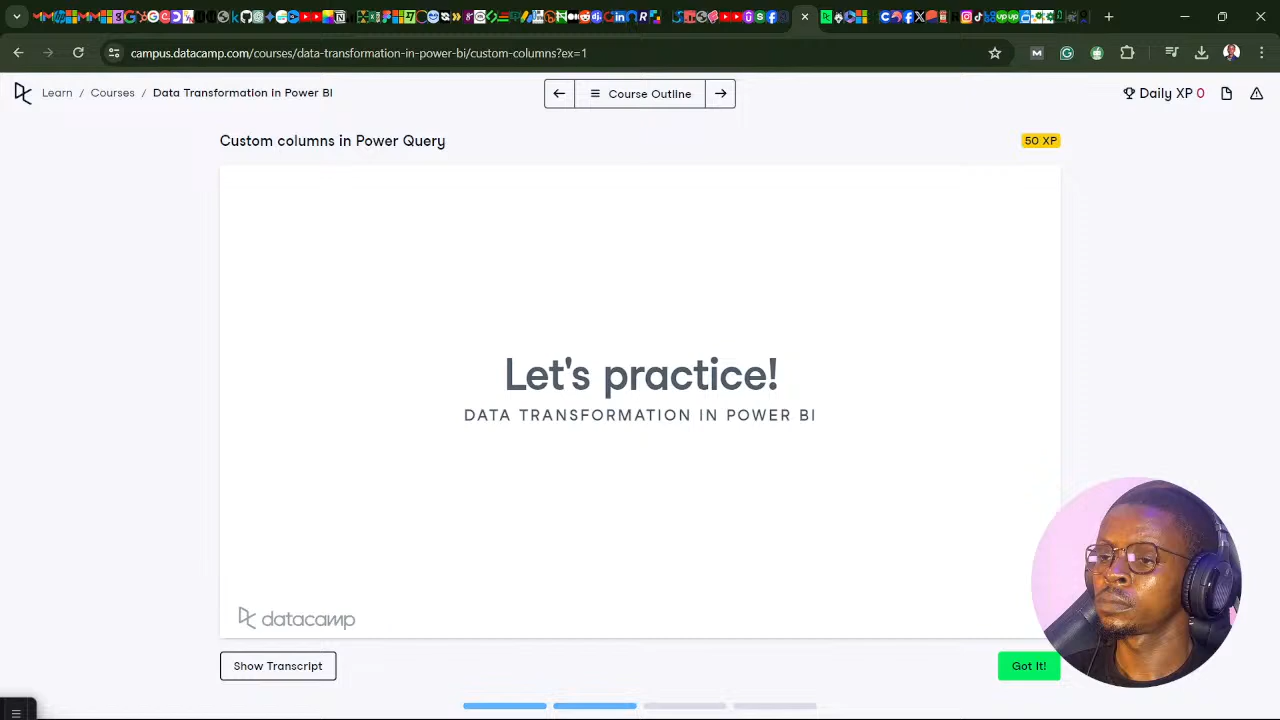 campus.datacamp.com/courses/data-transformation-in-power-bi/custom-columns?ex=1
Learn / Courses / Data Transformation in Power BI
Course Outline
Daily XP 0
Custom columns in Power Query
50 XP
Let's practice!
DATA TRANSFORMATION IN POWER BI
datacamp
Show Transcript
Got It!